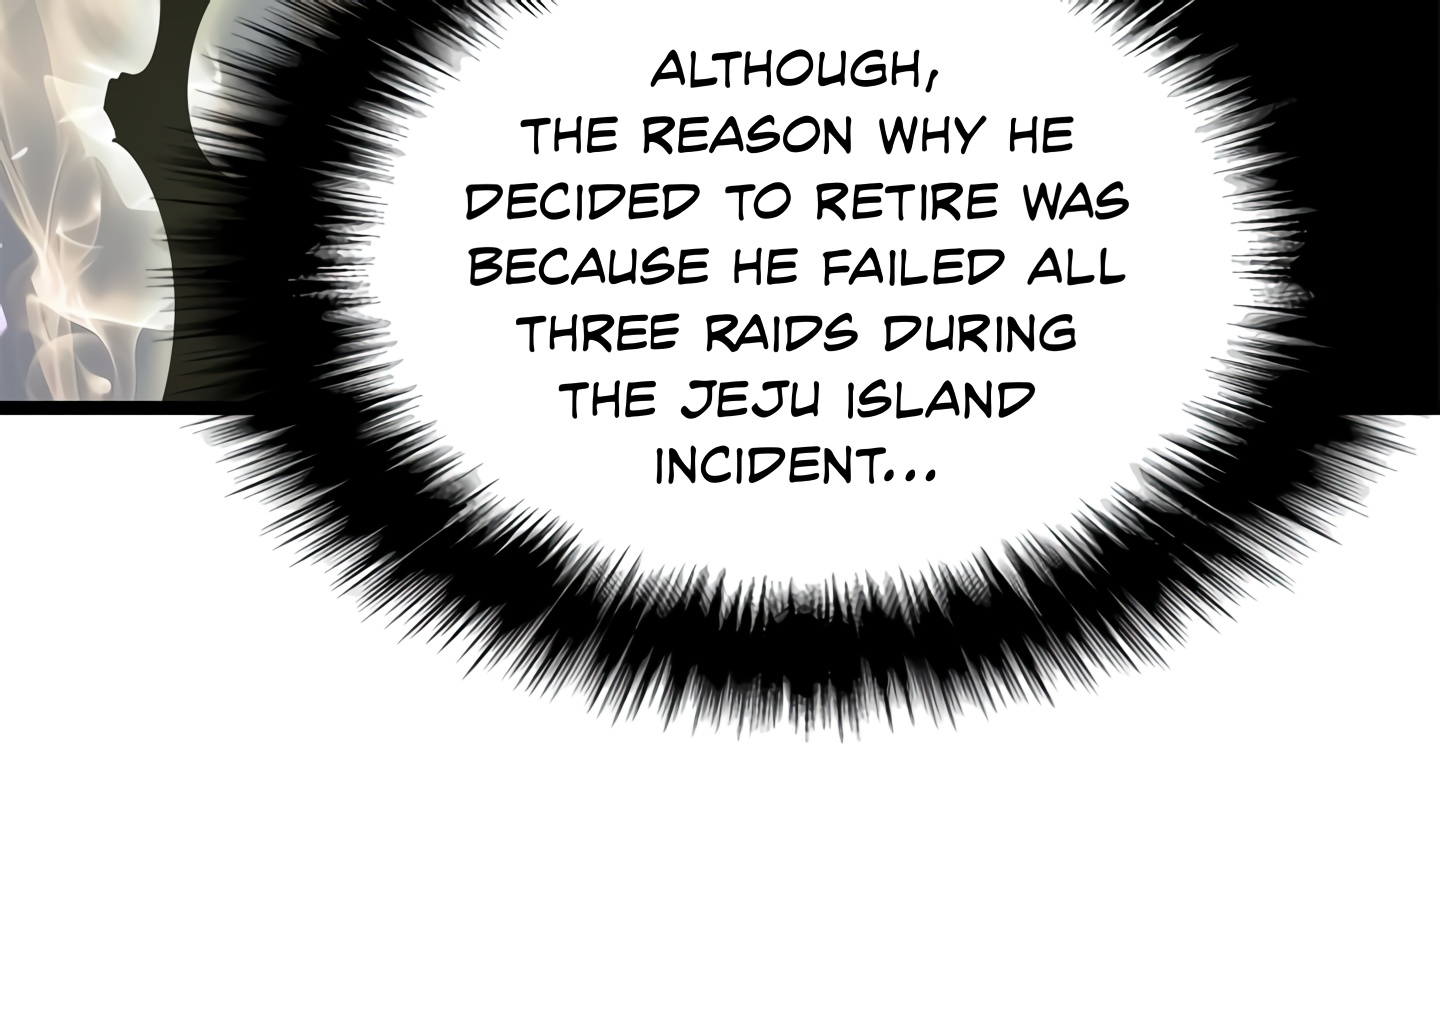 ALTHOUGH,
THE REASON WHY HE
DECIDED TO RETIRE WAS
BECAUSE HE FAILED ALL
THREE RAIDS DURING
THE JEJU ISLAND
INCIDENT...